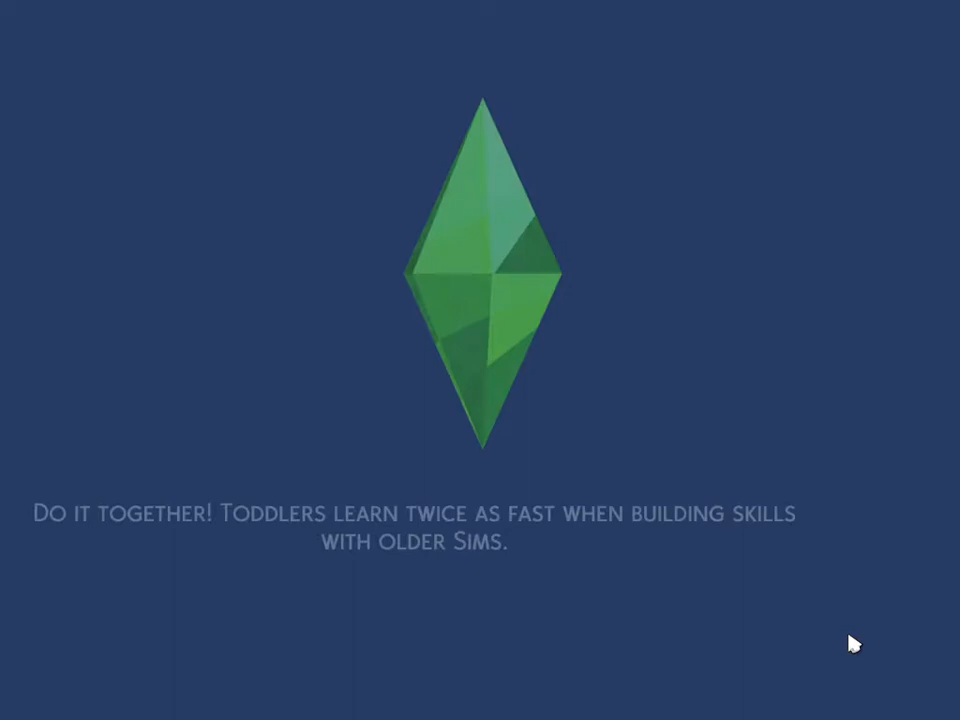 Do it together! Toddlers learn twice as fast when building skills
with older Sims.